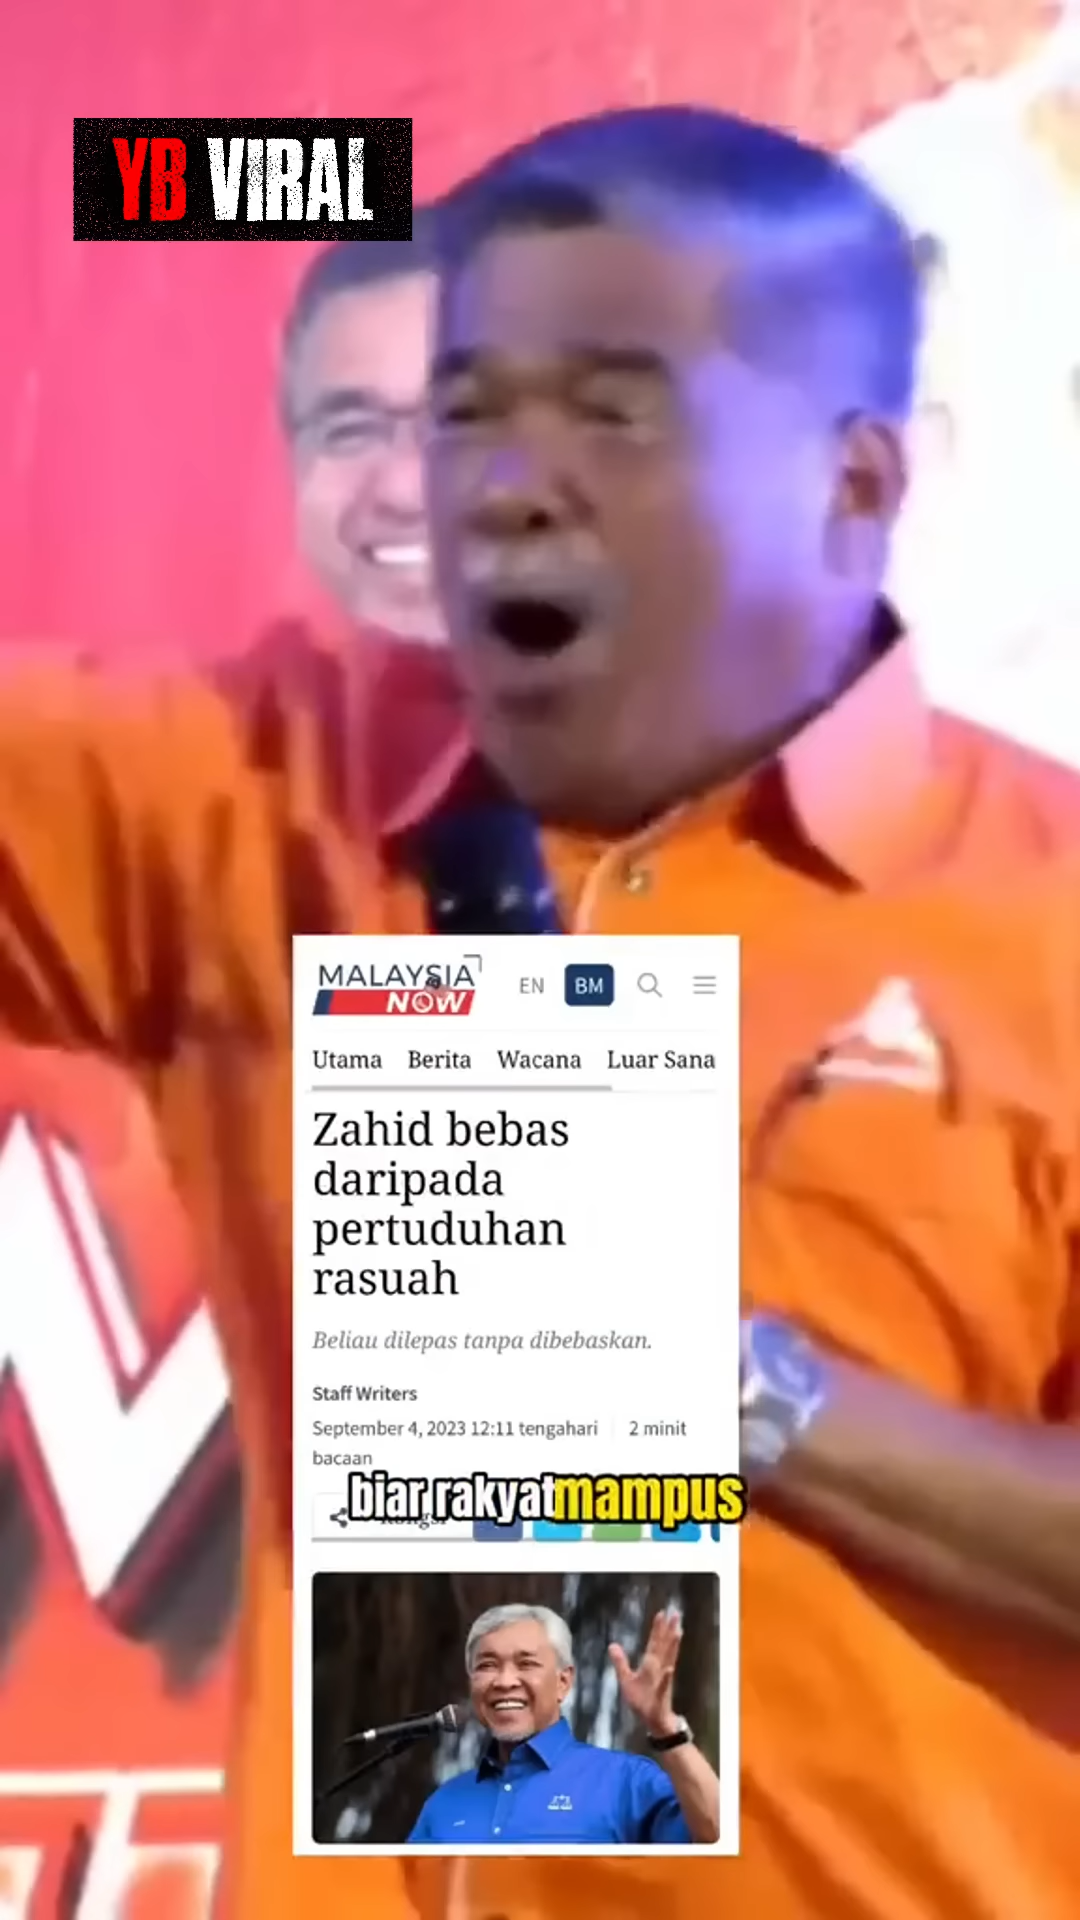 YB VIRAL
MALAYSIA
NOW
EN BM
Utama Berita Wacana Luar Sana
Zahid bebas
daripada
pertuduhan
rasuah
Beliau dilepas tanpa dibebaskan.
Staff Writers
September 4, 2023 12:11 tengahari 2 minit
bacaan
biar rakyat mampus